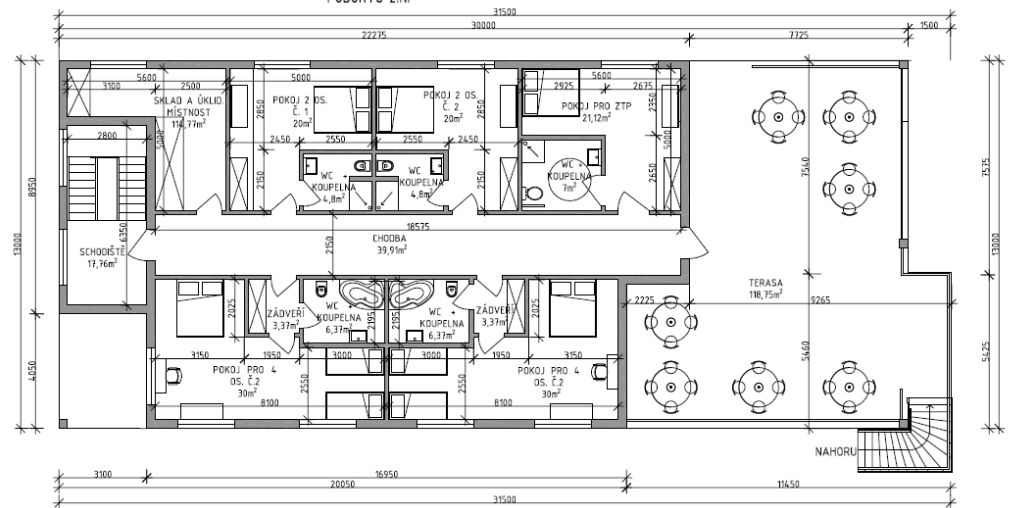 31500
30000
1500
22275
7725
5600
5000
5600
3100
2500
2925
2675
SKLAD A ÚKLID.
MÍSTNOST
5000
2850
POKOJ 2 OS.
Č. 1
20m²
POKOJ 2 OS.
Č. 2
20m²
2850
POKOJ PRO ZTP
21,12m²
2350
2450
2550
2550
2450
5000
2800
2150
WC +
KOUPELNA
4,8m²
WC +
KOUPELNA
4,8m²
2150
WC +
KOUPELNA
7m²
2650
7540
7575
8950
13000
13000
6350
SCHODIŠTĚ
17,76m²
18575
2150
CHODBA
39,91m²
TERASA
118,75m²
2225
9265
2025
ZÁDVEŘÍ
3,37m²
WC +
KOUPELNA
6,37m²
2195
2195
WC +
KOUPELNA
6,37m²
ZÁDVEŘÍ
3,37m²
2025
3150
1950
3000
3000
1950
3150
POKOJ PRO 4
OS. Č.2
30m²
2550
2550
POKOJ PRO 4
OS. Č.2
30m²
8100
8100
4050
5460
5425
NAHORU
3100
16950
20050
11450
31500